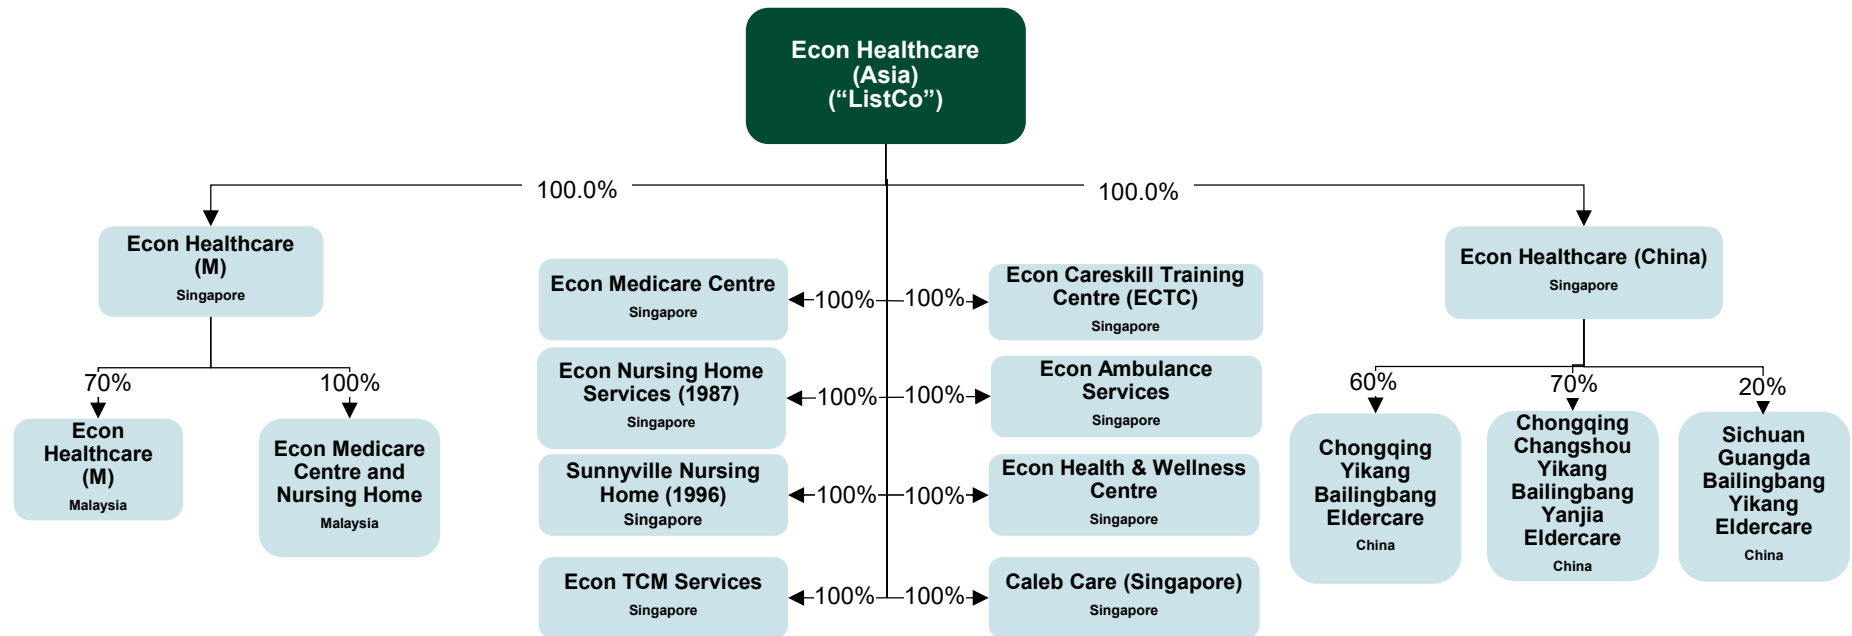 Econ Healthcare
(Asia)
(“ListCo”)
100.0%
100.0%
Econ Healthcare
(M)
Singapore
70%
100%
Econ
Healthcare
(M)
Malaysia
Econ Medicare
Centre and
Nursing Home
Malaysia
Econ Medicare Centre
Singapore
100%
100%
Econ Careskill Training
Centre (ECTC)
Singapore
Econ Nursing Home
Services (1987)
Singapore
100%
100%
Econ Ambulance
Services
Singapore
Sunnyville Nursing
Home (1996)
Singapore
100%
100%
Econ Health & Wellness
Centre
Singapore
Econ TCM Services
Singapore
100%
100%
Caleb Care (Singapore)
Singapore
Econ Healthcare (China)
Singapore
60%
70%
20%
Chongqing
Yikang
Bailingbang
Eldercare
China
Chongqing
Changshou
Yikang
Bailingbang
Yanjia
Eldercare
China
Sichuan
Guangda
Bailingbang
Yikang
Eldercare
China